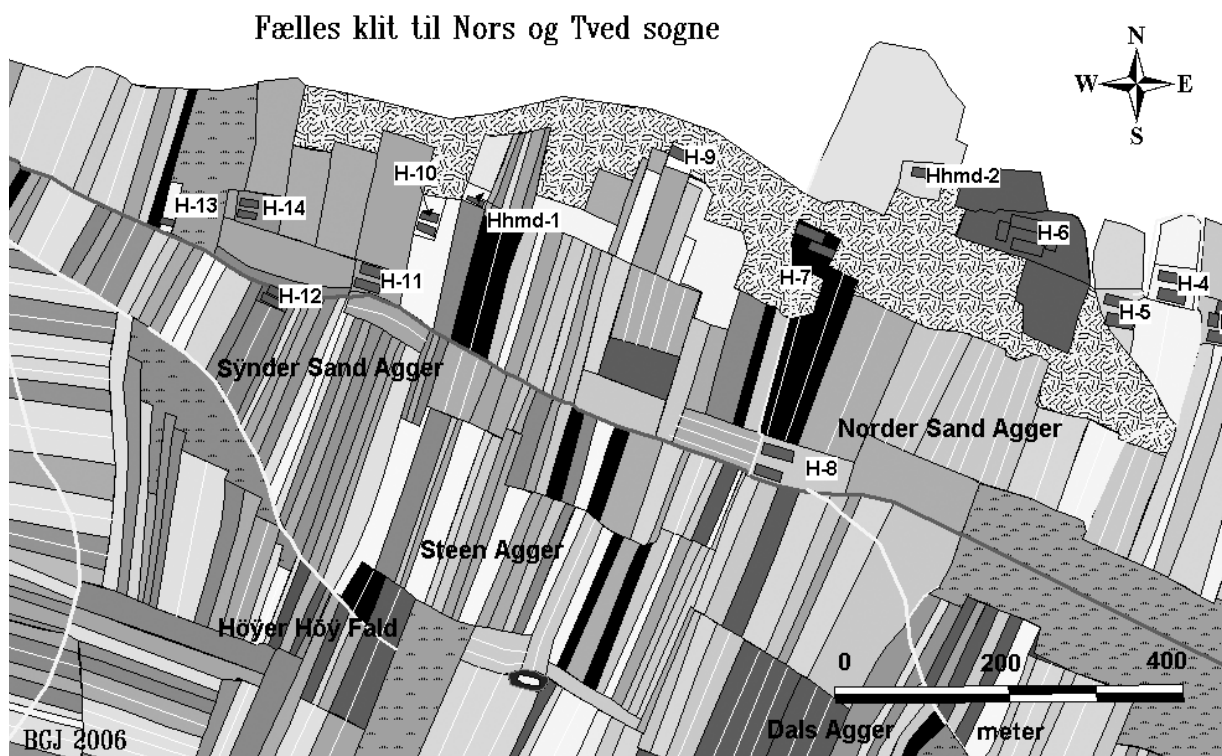 Fælles klit til Nors og Tved sogne
N
W E
S
H-9
H-10
Hhmd-2
H-13
H-14
Hhmd-1
H-6
H-7
H-11
H-4
H-12
H-5
Sÿnder Sand Agger
Norder Sand Agger
H-8
Steen Agger
Höÿer Höÿ Fald
0 200 400
Dals Agger
meter
BGJ 2006